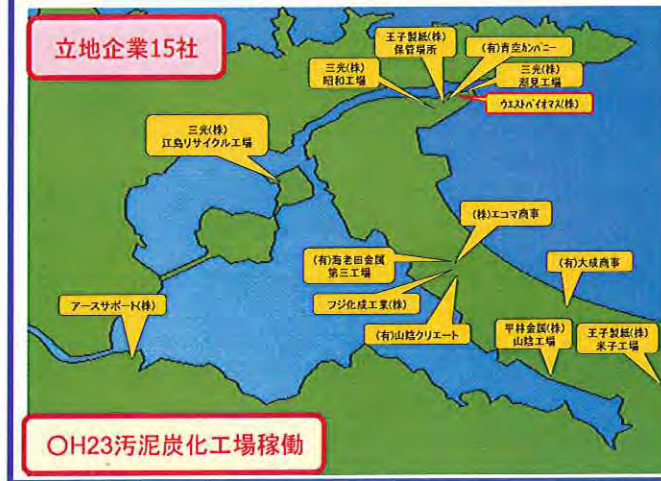 立地企業15社
王子製紙(株)
保管場所
(有)青空カンパニー
三光(株)
昭和工場
三光(株)
潮見工場
ウエストバイオマス(株)
三光(株)
江島リサイクル工場
(株)エコマ商事
(有)海老田金属
第三工場
(有)大成商事
フジ化成工業(株)
アースサポート(株)
(有)山陰クリエート
平林金属(株)
山陰工場
王子製紙(株)
米子工場
〇H23汚泥炭化工場稼働